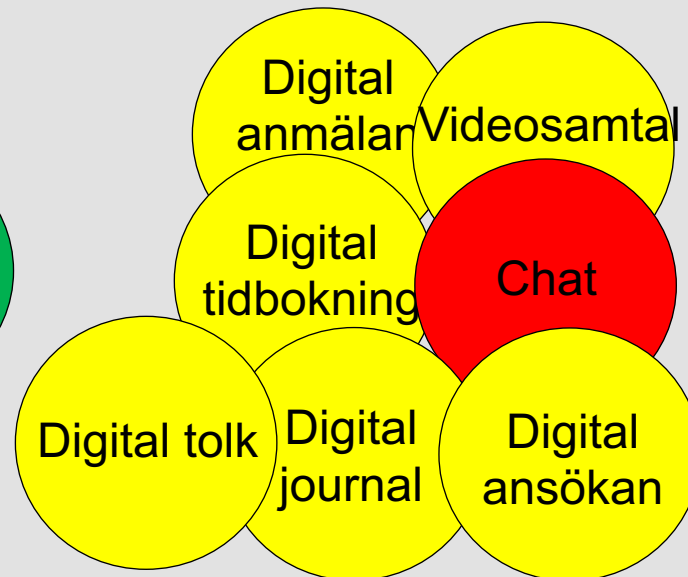 Digital
anmälan
Videosamtal
Digital
tidbokning
Chat
Digital tolk
Digital
journal
Digital
ansökan